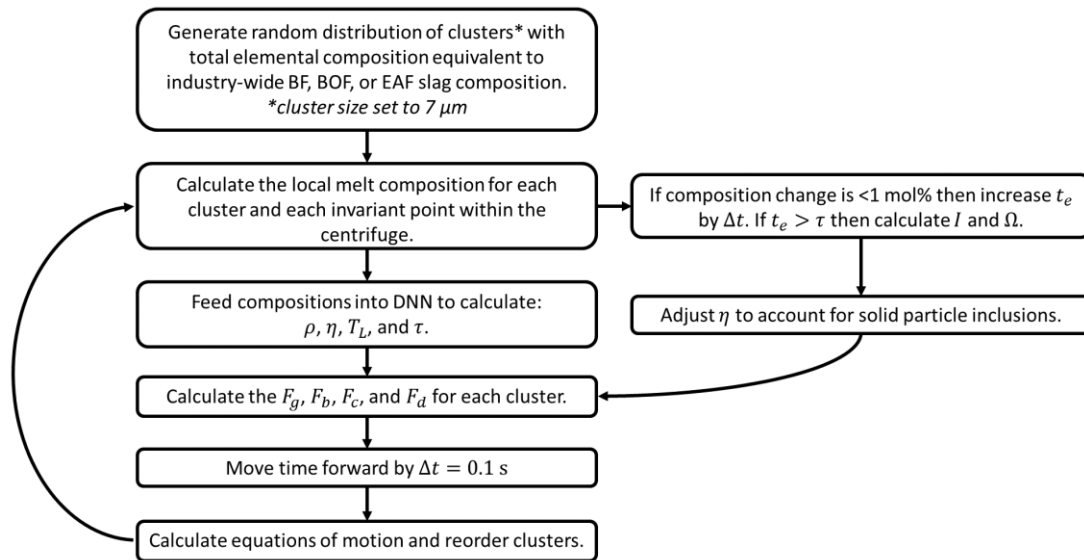 Generate random distribution of clusters* with
total elemental composition equivalent to
industry-wide BF, BOF, or EAF slag composition.
*cluster size set to 7 μm
Calculate the local melt composition for each
cluster and each invariant point within the
centrifuge.
If composition change is <1 mol% then increase t_e
by Δt. If t_e > τ then calculate I and Ω.
Feed compositions into DNN to calculate:
ρ, η, T_L, and τ.
Adjust η to account for solid particle inclusions.
Calculate the F_g, F_b, F_c, and F_d for each cluster.
Move time forward by Δt = 0.1 s
Calculate equations of motion and reorder clusters.